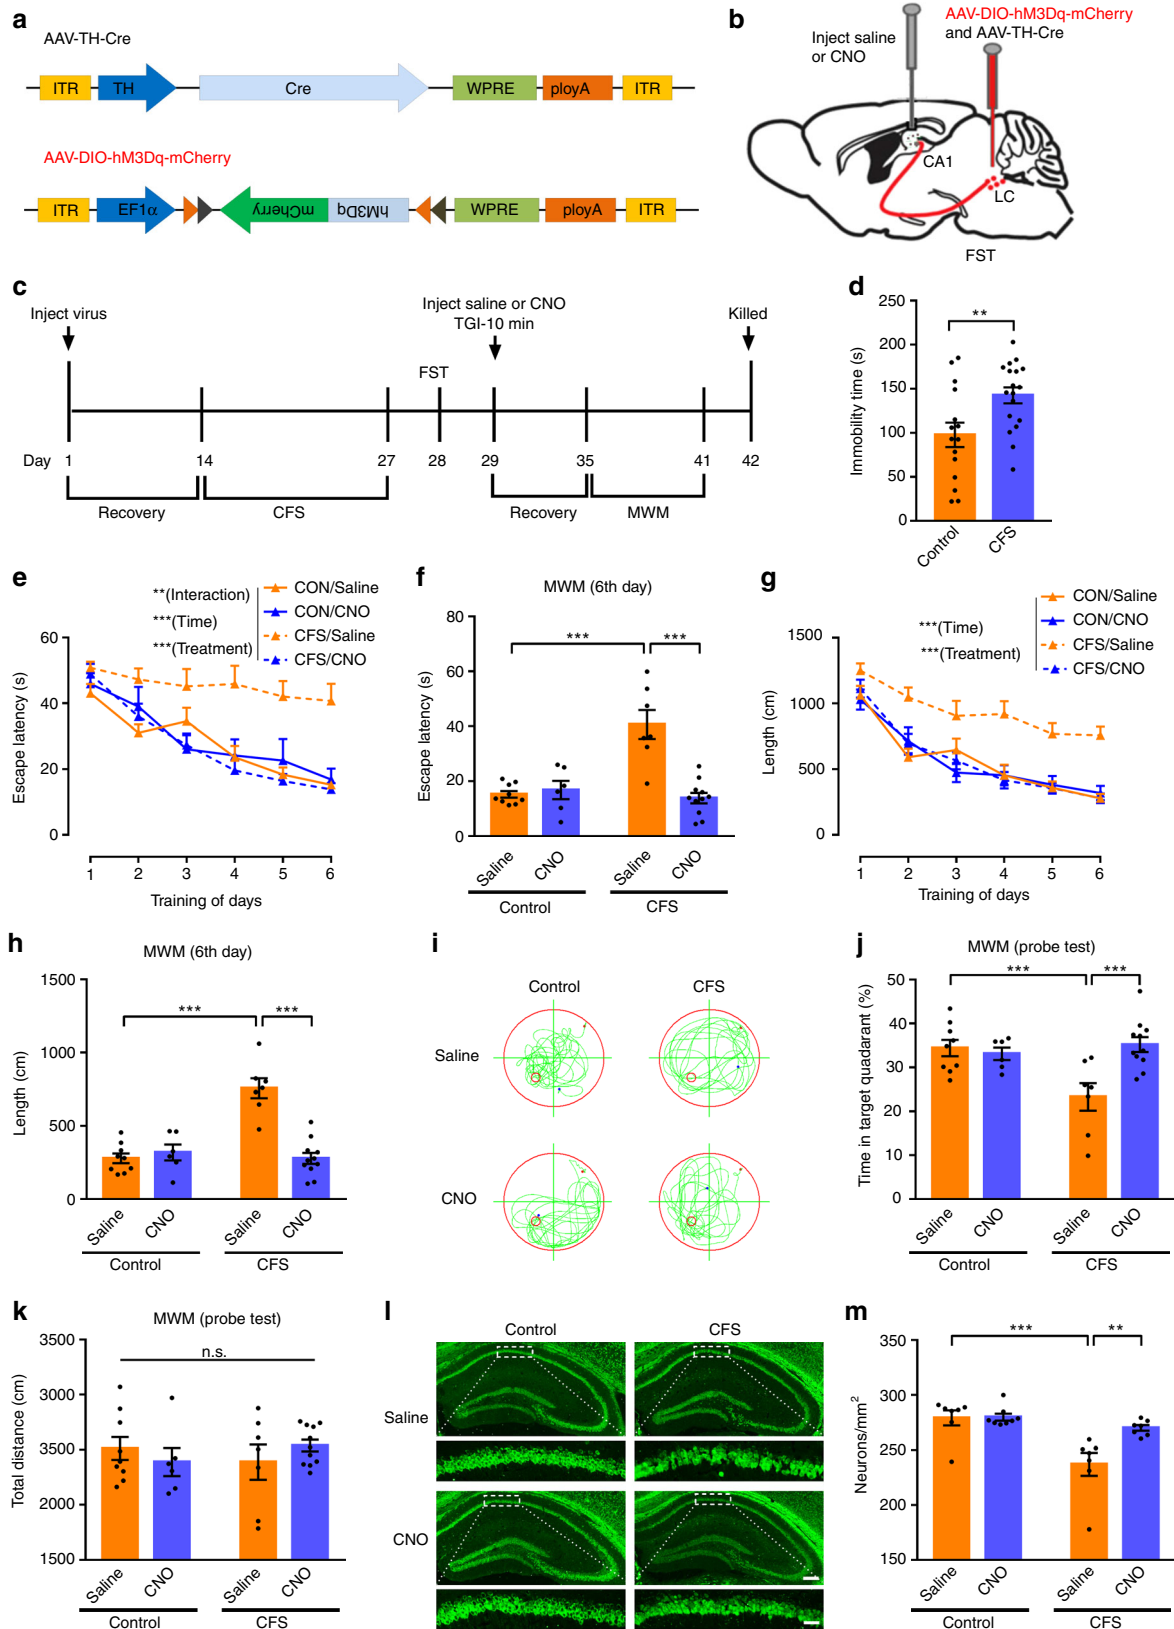 a
AAV-TH-Cre
ITR TH Cre WPRE ployA ITR
AAV-DIO-hM3Dq-mCherry
ITR EF1α mCherry hM3Dq WPRE ployA ITR
b
Inject saline
or CNO
AAV-DIO-hM3Dq-mCherry
and AAV-TH-Cre
CA1
LC
FST
c
Inject virus
Inject saline or CNO
TGI-10 min
Killed
FST
Day 1 14 27 28 29 35 41 42
Recovery CFS Recovery MWM
d
Immobility time (s)
250
200
150
100
50
0
**
Control CFS
e
**(Interaction)
***(Time)
***(Treatment)
CON/Saline
CON/CNO
CFS/Saline
CFS/CNO
Escape latency (s)
60
40
20
0
1 2 3 4 5 6
Training of days
f
MWM (6th day)
Escape latency (s)
80
60
40
20
0
*** ***
Saline CNO Saline CNO
Control CFS
g
CON/Saline
CON/CNO
CFS/Saline
CFS/CNO
***(Time)
***(Treatment)
Length (cm)
1500
1000
500
0
1 2 3 4 5 6
Training of days
h
MWM (6th day)
Length (cm)
1500
1000
500
0
*** ***
Saline CNO Saline CNO
Control CFS
i
Control CFS
Saline
CNO
j
MWM (probe test)
Time in target quadarant (%)
50
40
30
20
10
0
*** ***
Saline CNO Saline CNO
Control CFS
k
MWM (probe test)
Total distance (cm)
3500
3000
3500
2000
1500
n.s.
Saline CNO Saline CNO
Control CFS
l
Control CFS
Saline
CNO
m
Neurons/mm²
350
300
250
200
150
*** **
Saline CNO Saline CNO
Control CFS